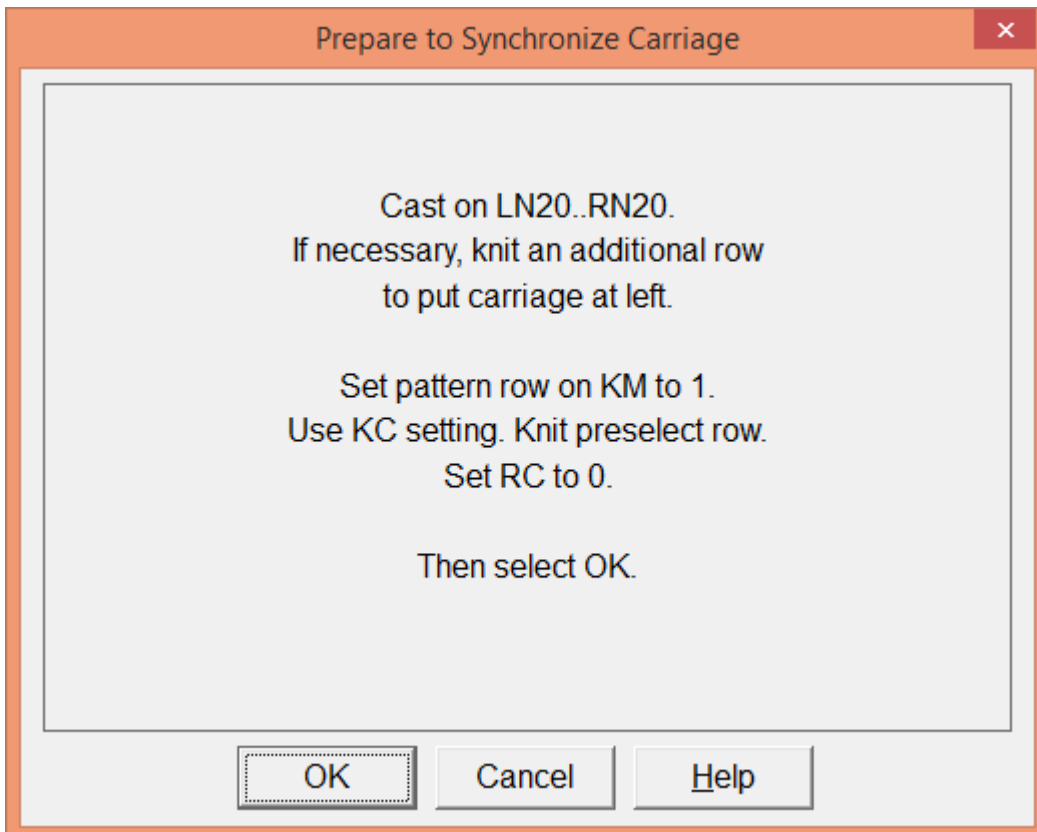 Prepare to Synchronize Carriage
Cast on LN20..RN20.
If necessary, knit an additional row
to put carriage at left.
Set pattern row on KM to 1.
Use KC setting. Knit preselect row.
Set RC to 0.
Then select OK.
OK Cancel Help